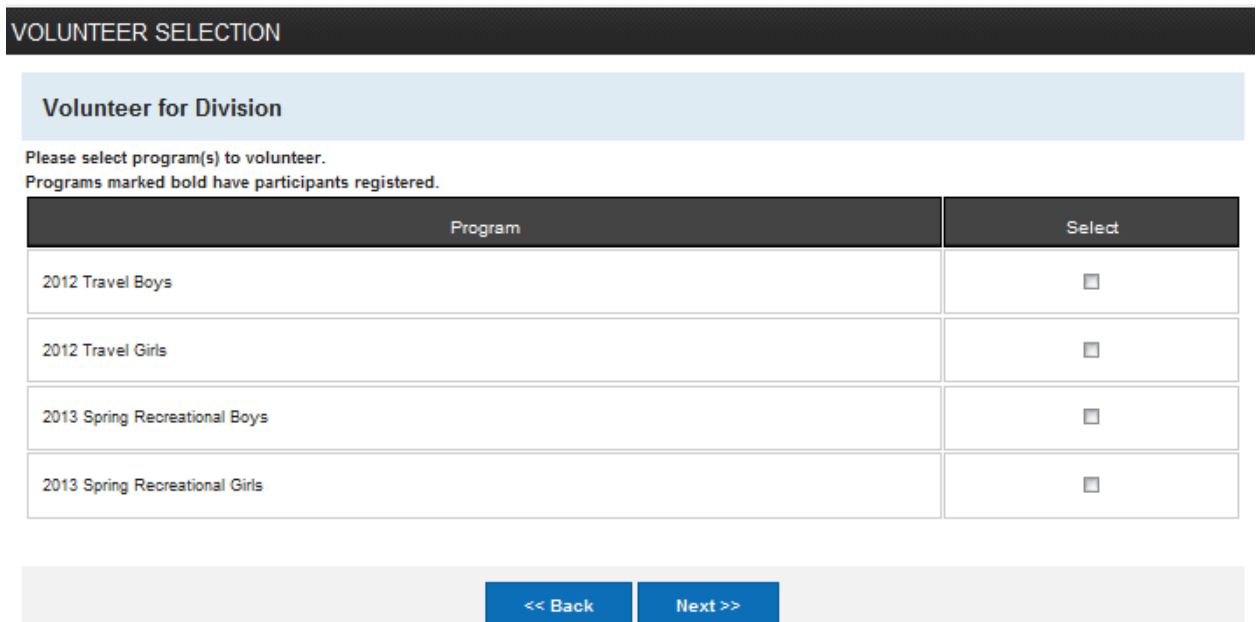 VOLUNTEER SELECTION
Volunteer for Division
Please select program(s) to volunteer.
Programs marked bold have participants registered.
Program Select
2012 Travel Boys
2012 Travel Girls
2013 Spring Recreational Boys
2013 Spring Recreational Girls
<< Back Next >>